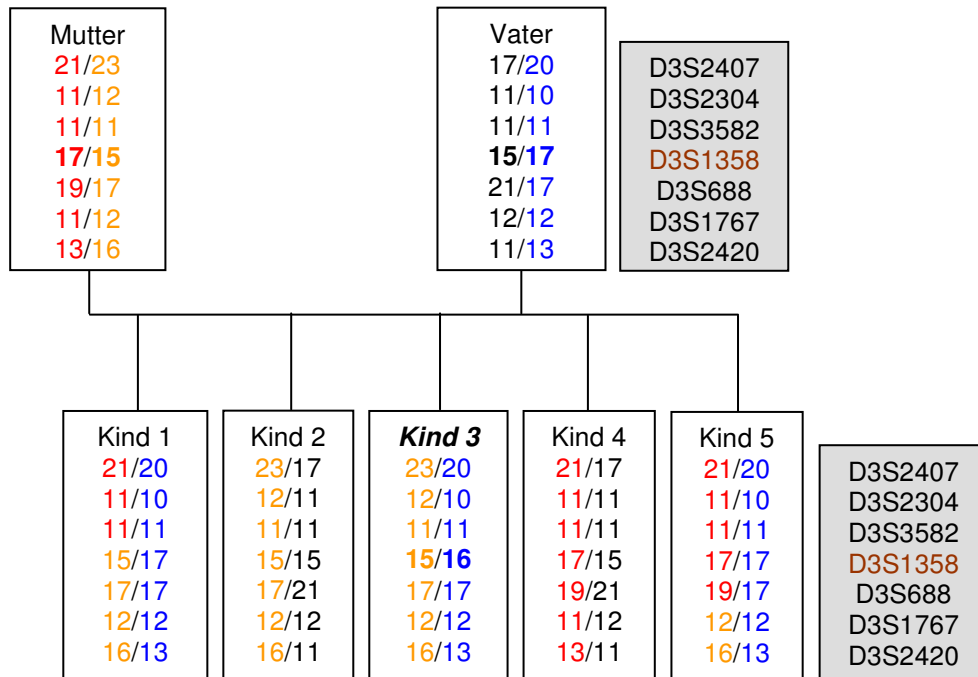 Mutter
21/23
11/12
11/11
17/15
19/17
11/12
13/16
Vater
17/20
11/10
11/11
15/17
21/17
12/12
11/13
D3S2407
D3S2304
D3S3582
D3S1358
D3S688
D3S1767
D3S2420
Kind 1
21/20
11/10
11/11
15/17
17/17
12/12
16/13
Kind 2
23/17
12/11
11/11
15/15
17/21
12/12
16/11
Kind 3
23/20
12/10
11/11
15/16
17/17
12/12
16/13
Kind 4
21/17
11/11
11/11
17/15
19/21
11/12
13/11
Kind 5
21/20
11/10
11/11
17/17
19/17
12/12
16/13
D3S2407
D3S2304
D3S3582
D3S1358
D3S688
D3S1767
D3S2420